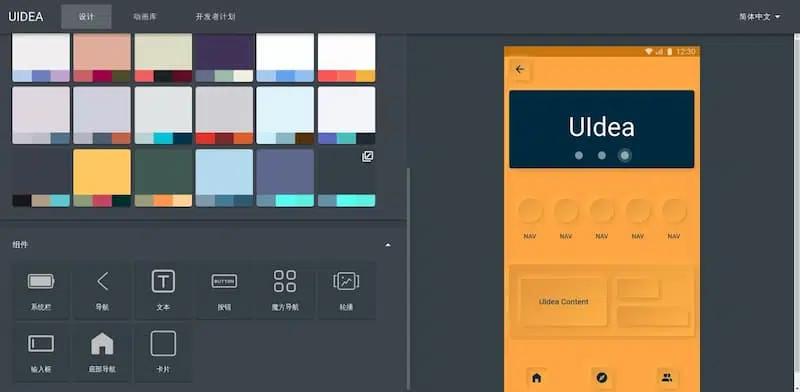 UIDEA 设计 动画库 开发者计划 简体中文
12:30
UIdea
NAV NAV NAV NAV NAV
组件
系统栏 导航 文本 BUTTON 按钮 魔方导航 轮播
UIdea Content
输入框 底部导航 卡片